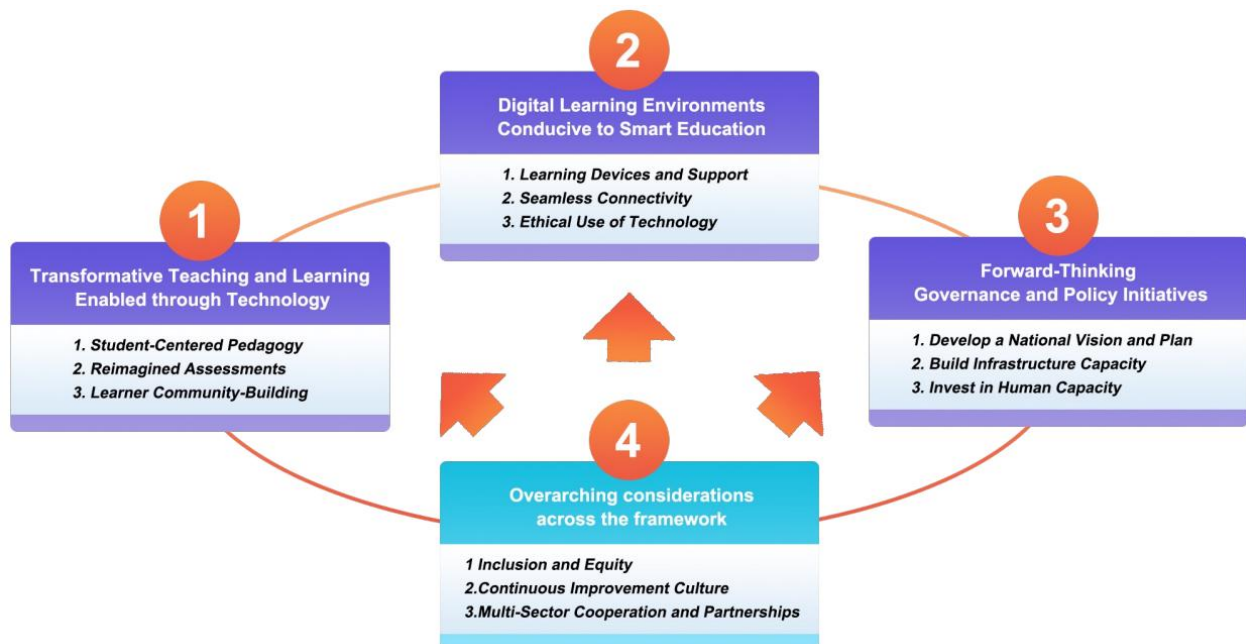 1
Transformative Teaching and Learning
Enabled through Technology
1. Student-Centered Pedagogy
2. Reimagined Assessments
3. Learner Community-Building
2
Digital Learning Environments
Conducive to Smart Education
1. Learning Devices and Support
2. Seamless Connectivity
3. Ethical Use of Technology
3
Forward-Thinking
Governance and Policy Initiatives
1. Develop a National Vision and Plan
2. Build Infrastructure Capacity
3. Invest in Human Capacity
4
Overarching considerations
across the framework
1 Inclusion and Equity
2.Continuous Improvement Culture
3.Multi-Sector Cooperation and Partnerships